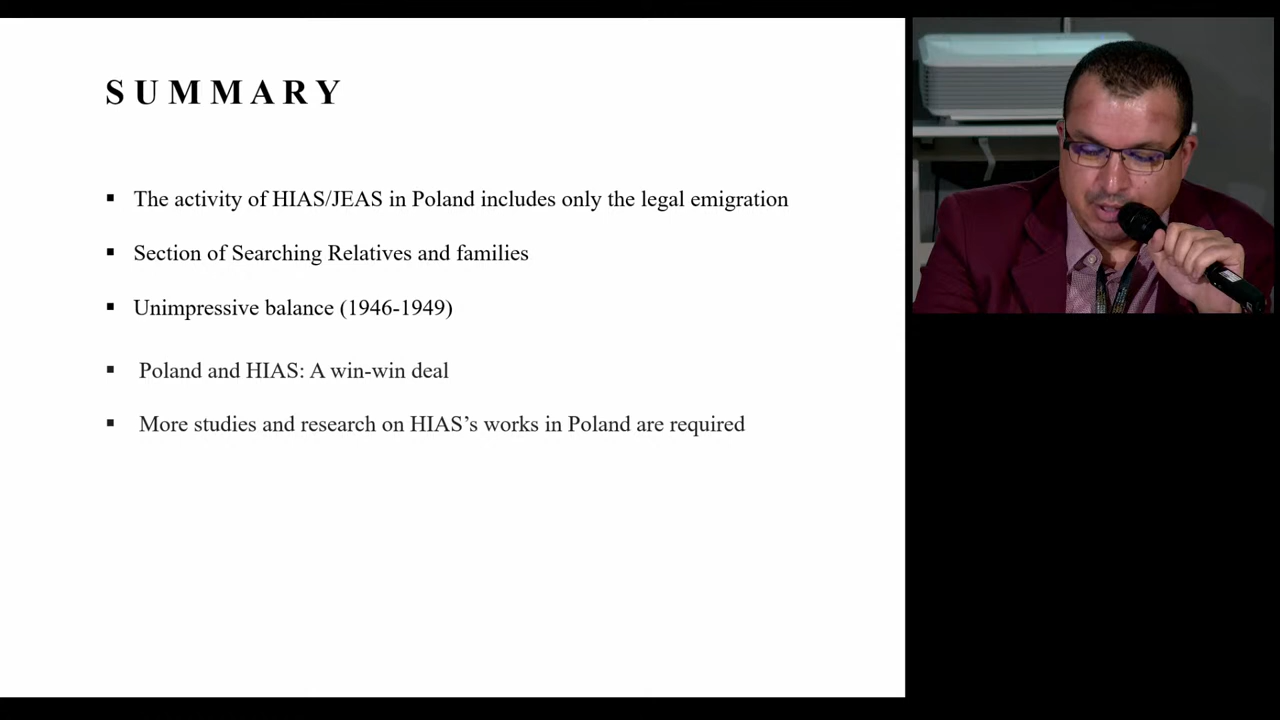 SUMMARY
▪ The activity of HIAS/JEAS in Poland includes only the legal emigration
▪ Section of Searching Relatives and families
▪ Unimpressive balance (1946-1949)
▪ Poland and HIAS: A win-win deal
▪ More studies and research on HIAS’s works in Poland are required